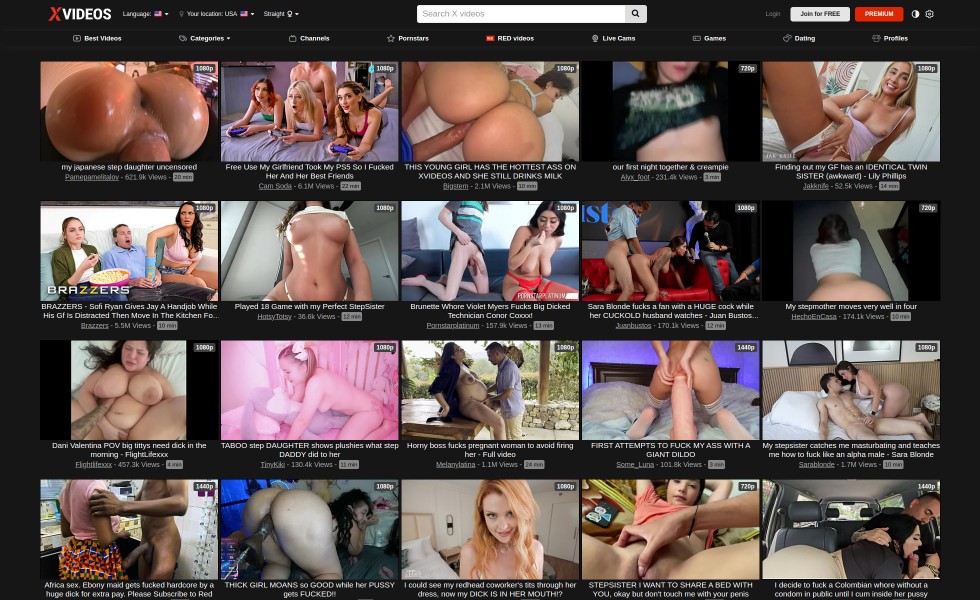 XVIDEOS
Language:
Your location: USA
Straight
Search X videos
Login
Join for FREE
PREMIUM
Best Videos
Categories
Channels
Pornstars
RED videos
Live Cams
Games
Dating
Profiles
1080p
1080p
1080p
720p
1080p
my japanese step daughter uncensored
Pamepamelitaloy - 621.9k Views - 20 min
Free Use My Girlfriend Took My PS5 So I Fucked
Her And Her Best Friends
Cam Soda - 6.1M Views - 22 min
THIS YOUNG GIRL HAS THE HOTTEST ASS ON
XVIDEOS AND SHE STILL DRINKS MILK
Bigstem - 2.1M Views - 10 min
our first night together & creampie
Alyx_foot - 231.4k Views - 3 min
Finding out my GF has an IDENTICAL TWIN
SISTER (awkward) - Lily Phillips
Jakknife - 52.5k Views - 14 min
1080p
1080p
1080p
1080p
720p
BRAZZERS
PORNSTARPLATINUM
BRAZZERS - Sofi Ryan Gives Jay A Handjob While
His Gf Is Distracted Then Move In The Kitchen Fo...
Brazzers - 5.5M Views - 10 min
Played 18 Game with my Perfect StepSister
HotsyTotsy - 36.6k Views - 12 min
Brunette Whore Violet Myers Fucks Big Dicked
Technician Conor Coxxx!
Pornstarplatinum - 157.9k Views - 13 min
Sara Blonde fucks a fan with a HUGE cock while
her CUCKOLD husband watches - Juan Bustos...
Juanbustos - 170.1k Views - 12 min
My stepmother moves very well in four
HechoEnCasa - 174.1k Views - 10 min
1080p
1080p
1080p
1440p
1080p
Dani Valentina POV big tittys need dick in the
morning - FlightLifexxx
Flightlifexxx - 457.3k Views - 4 min
TABOO step DAUGHTER shows plushies what step
DADDY did to her
TinyKiki - 130.4k Views - 11 min
Horny boss fucks pregnant woman to avoid firing
her - Full video
Melanylatina - 1.1M Views - 24 min
FIRST ATTEMPTS TO FUCK MY ASS WITH A
GIANT DILDO
Some_Luna - 101.8k Views - 3 min
My stepsister catches me masturbating and teaches
me how to fuck like an alpha male - Sara Blonde
Sarablonde - 1.7M Views - 10 min
1440p
1080p
1080p
720p
1440p
Africa sex. Ebony maid gets fucked hardcore by a
huge dick for extra pay. Please Subscribe to Red
THICK GIRL MOANS so GOOD while her PUSSY
gets FUCKED!!
I could see my redhead coworker's tits through her
dress, now my DICK IS IN HER MOUTH!?
STEPSISTER I WANT TO SHARE A BED WITH
YOU, okay but don't touch me with your penis
I decide to fuck a Colombian whore without a
condom in public until I cum inside her pussy